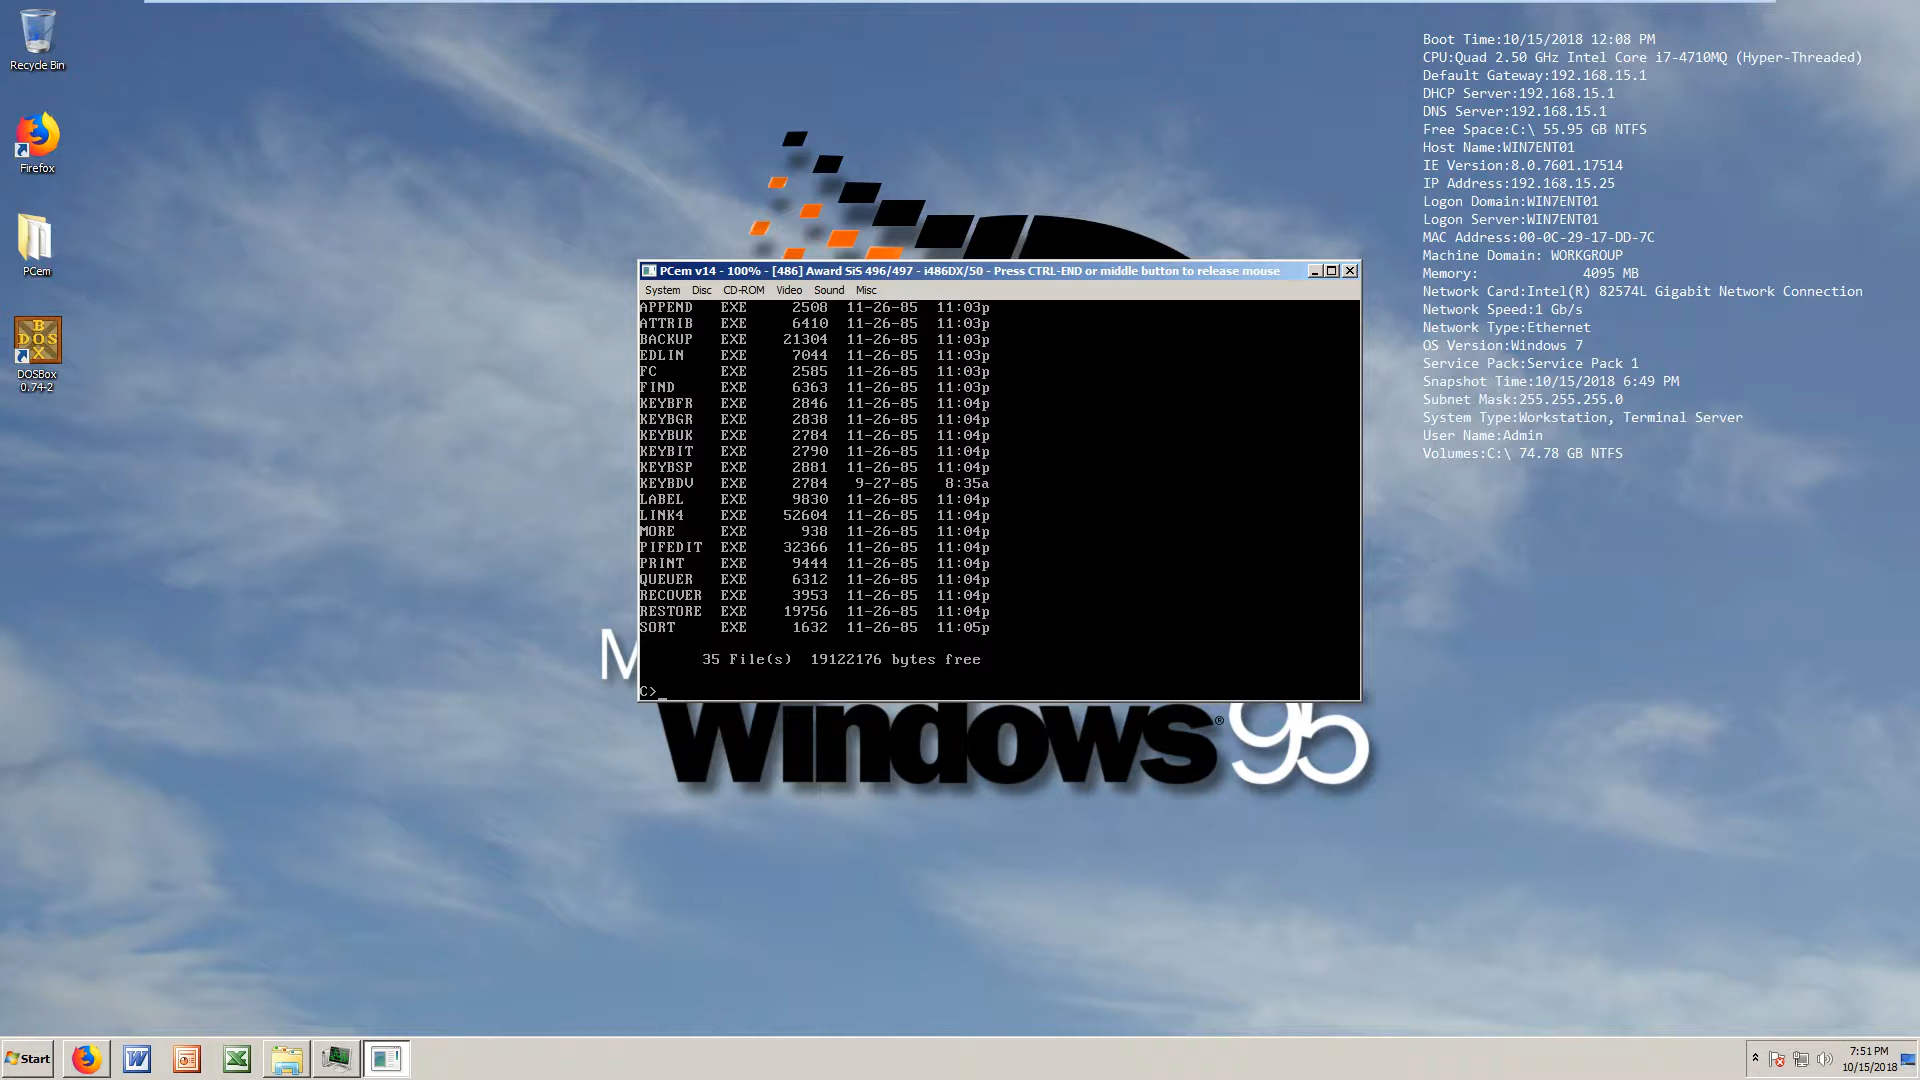 Recycle Bin
Firefox
PCem
BOSX
DOS
DOSBox
0.74-2
Boot Time:10/15/2018 12:08 PM
CPU:Quad 2.50 GHz Intel Core i7-4710MQ (Hyper-Threaded)
Default Gateway:192.168.15.1
DHCP Server:192.168.15.1
DNS Server:192.168.15.1
Free Space:C:\ 55.95 GB NTFS
Host Name:WIN7ENT01
IE Version:8.0.7601.17514
IP Address:192.168.15.25
Logon Domain:WIN7ENT01
Logon Server:WIN7ENT01
MAC Address:00-0C-29-17-DD-7C
Machine Domain: WORKGROUP
Memory: 4095 MB
Network Card:Intel(R) 82574L Gigabit Network Connection
Network Speed:1 Gb/s
Network Type:Ethernet
OS Version:Windows 7
Service Pack:Service Pack 1
Snapshot Time:10/15/2018 6:49 PM
Subnet Mask:255.255.255.0
System Type:Workstation, Terminal Server
User Name:Admin
Volumes:C:\ 74.78 GB NTFS
PCem v14 - 100% - [486] Award SiS 496/497 - i486DX/50 - Press CTRL-END or middle button to release mouse
System Disc CD-ROM Video Sound Misc
APPEND EXE 2508 11-26-85 11:03p
ATTRIB EXE 6410 11-26-85 11:03p
BACKUP EXE 21304 11-26-85 11:03p
EDLIN EXE 7044 11-26-85 11:03p
FC EXE 2585 11-26-85 11:03p
FIND EXE 6363 11-26-85 11:03p
KEYBFR EXE 2846 11-26-85 11:04p
KEYBGR EXE 2838 11-26-85 11:04p
KEYBUK EXE 2784 11-26-85 11:04p
KEYBIT EXE 2790 11-26-85 11:04p
KEYBSP EXE 2881 11-26-85 11:04p
KEYBDV EXE 2784 9-27-85 8:35a
LABEL EXE 9830 11-26-85 11:04p
LINK4 EXE 52604 11-26-85 11:04p
MORE EXE 938 11-26-85 11:04p
PIFEDIT EXE 32366 11-26-85 11:04p
PRINT EXE 9444 11-26-85 11:04p
QUEUER EXE 6312 11-26-85 11:04p
RECOVER EXE 3953 11-26-85 11:04p
RESTORE EXE 19756 11-26-85 11:04p
SORT EXE 1632 11-26-85 11:05p
35 File(s) 19122176 bytes free
C>_
M
Windows® 95
Start
7:51 PM
10/15/2018